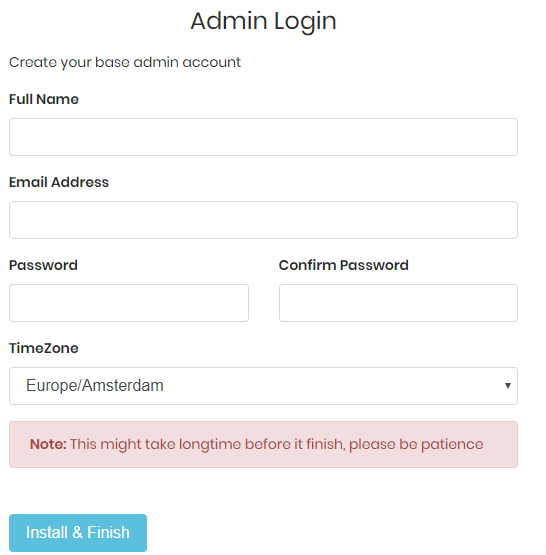 Admin Login
Create your base admin account
Full Name
Email Address
Password Confirm Password
TimeZone
Europe/Amsterdam
Note: This might take longtime before it finish, please be patience
Install & Finish